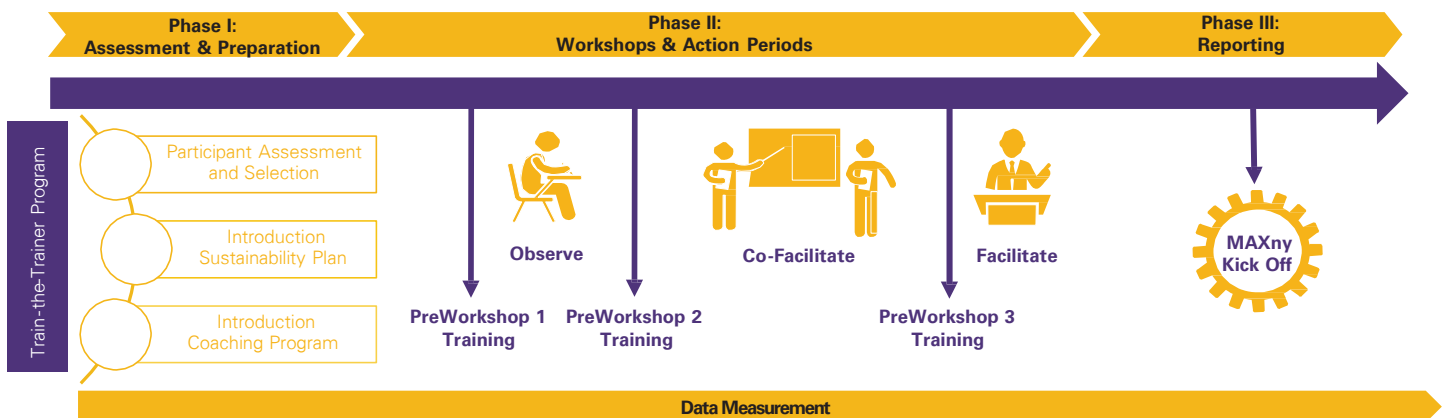 Phase I:
Assessment & Preparation
Phase II:
Workshops & Action Periods
Phase III:
Reporting
Train-the-Trainer Program
Participant Assessment
and Selection
Introduction
Sustainability Plan
Introduction
Coaching Program
Observe
Co-Facilitate
Facilitate
PreWorkshop 1
Training
PreWorkshop 2
Training
PreWorkshop 3
Training
MAXny
Kick Off
Data Measurement